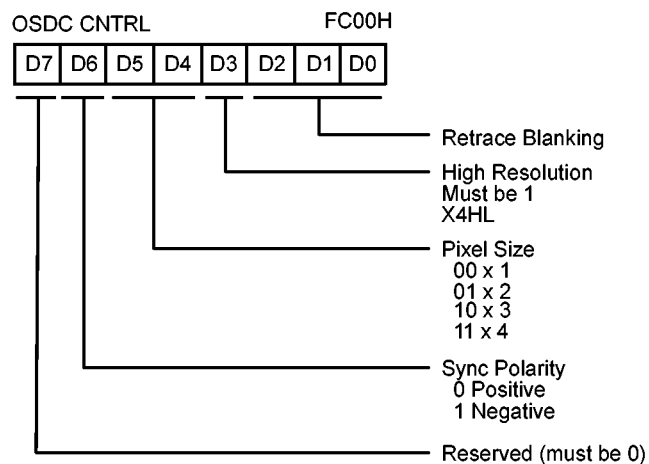 OSDC CNTRL FC00H
D7 D6 D5 D4 D3 D2 D1 D0
Retrace Blanking
High Resolution
Must be 1
X4HL
Pixel Size
00 x 1
01 x 2
10 x 3
11 x 4
Sync Polarity
0 Positive
1 Negative
Reserved (must be 0)